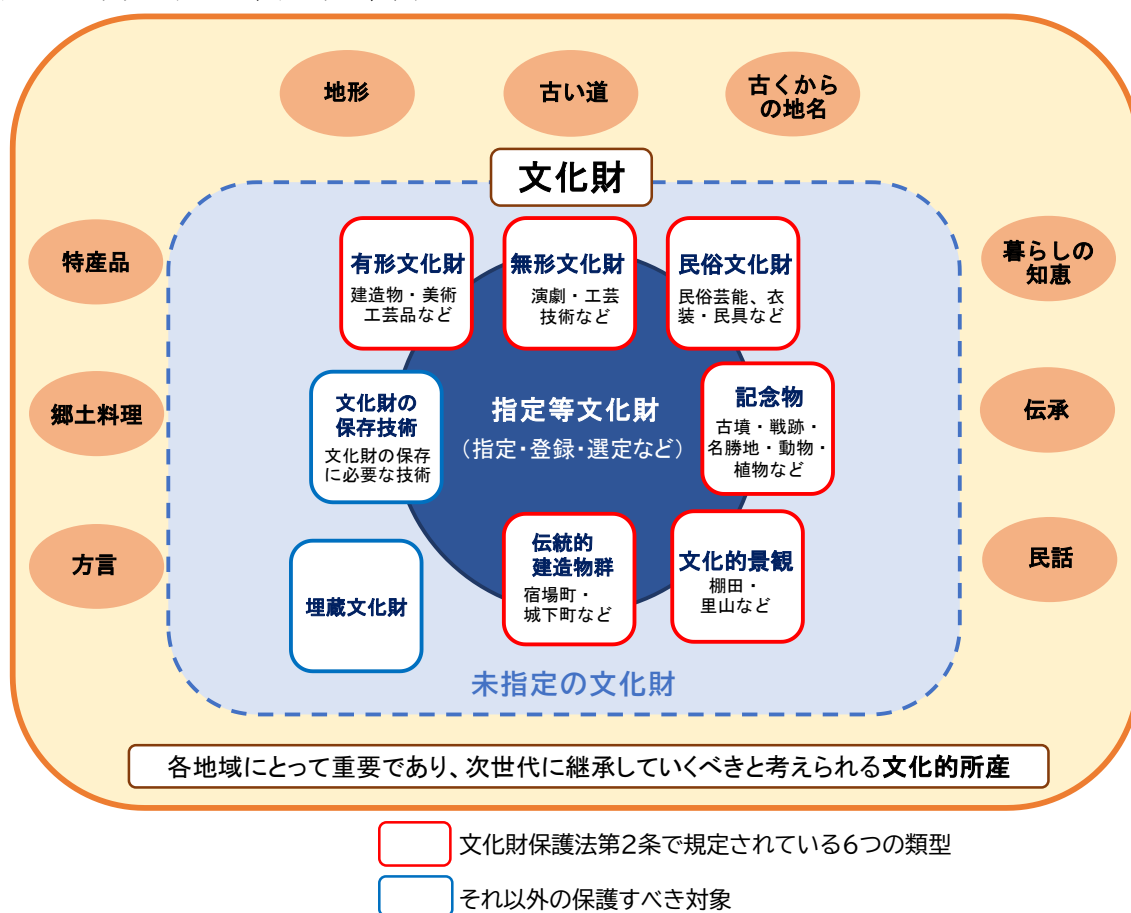 地形
古い道
古くから
の地名
文化財
特産品
暮らしの
知恵
郷土料理
伝承
方言
民話
有形文化財
建造物・美術
工芸品など
無形文化財
演劇・工芸
技術など
民俗文化財
民俗芸能、衣
装・民具など
文化財の
保存技術
文化財の保存
に必要な技術
指定等文化財
（指定・登録・選定など）
記念物
古墳・戦跡・
名勝地・動物・
植物など
埋蔵文化財
伝統的
建造物群
宿場町・
城下町など
文化的景観
棚田・
里山など
未指定の文化財
各地域にとって重要であり、次世代に継承していくべきと考えられる文化的所産
文化財保護法第2条で規定されている6つの類型
それ以外の保護すべき対象